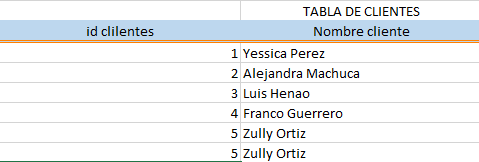 TABLA DE CLIENTES
id clilentes Nombre cliente
1 Yessica Perez
2 Alejandra Machuca
3 Luis Henao
4 Franco Guerrero
5 Zully Ortiz
5 Zully Ortiz